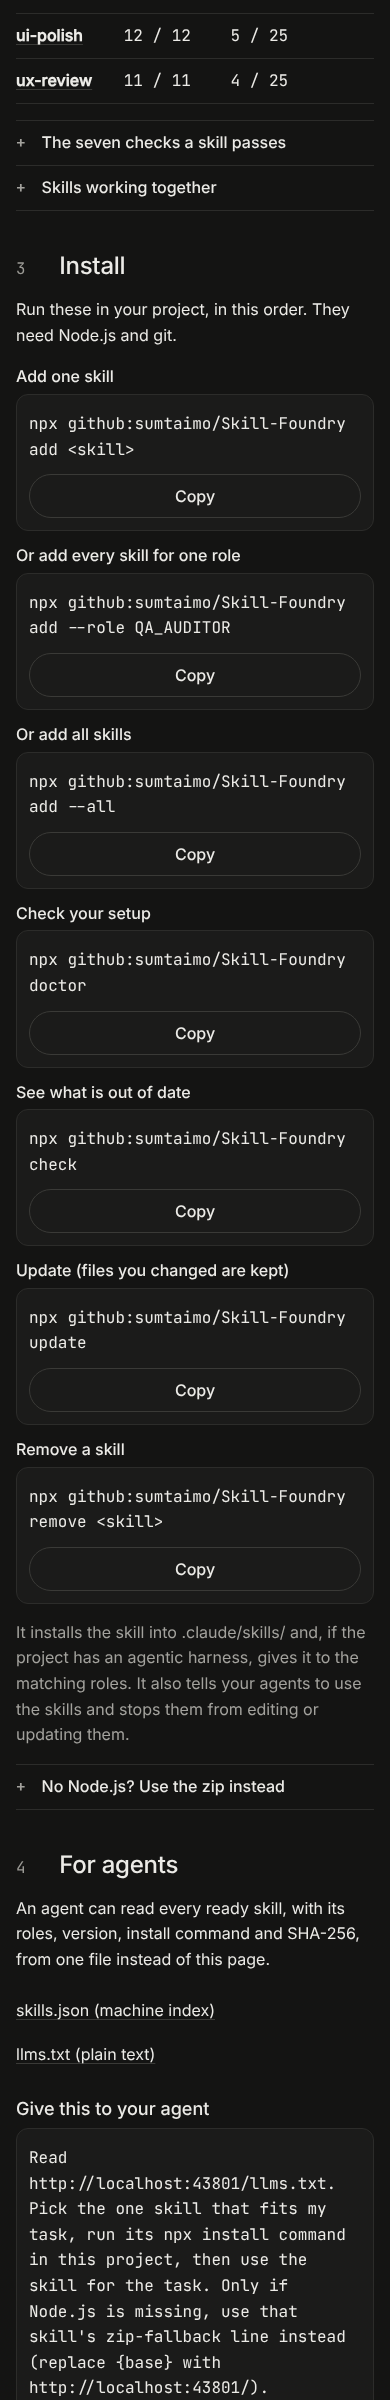 ui-polish 12 / 12 5 / 25
ux-review 11 / 11 4 / 25
+ The seven checks a skill passes
+ Skills working together
3 Install
Run these in your project, in this order. They
need Node.js and git.
Add one skill
npx github:sumtaimo/Skill-Foundry
add <skill>
Copy
Or add every skill for one role
npx github:sumtaimo/Skill-Foundry
add --role QA_AUDITOR
Copy
Or add all skills
npx github:sumtaimo/Skill-Foundry
add --all
Copy
Check your setup
npx github:sumtaimo/Skill-Foundry
doctor
Copy
See what is out of date
npx github:sumtaimo/Skill-Foundry
check
Copy
Update (files you changed are kept)
npx github:sumtaimo/Skill-Foundry
update
Copy
Remove a skill
npx github:sumtaimo/Skill-Foundry
remove <skill>
Copy
It installs the skill into .claude/skills/ and, if the
project has an agentic harness, gives it to the
matching roles. It also tells your agents to use
the skills and stops them from editing or
updating them.
+ No Node.js? Use the zip instead
4 For agents
An agent can read every ready skill, with its
roles, version, install command and SHA-256,
from one file instead of this page.
skills.json (machine index)
llms.txt (plain text)
Give this to your agent
Read
http://localhost:43801/llms.txt.
Pick the one skill that fits my
task, run its npx install command
in this project, then use the
skill for the task. Only if
Node.js is missing, use that
skill's zip-fallback line instead
(replace {base} with
http://localhost:43801/).